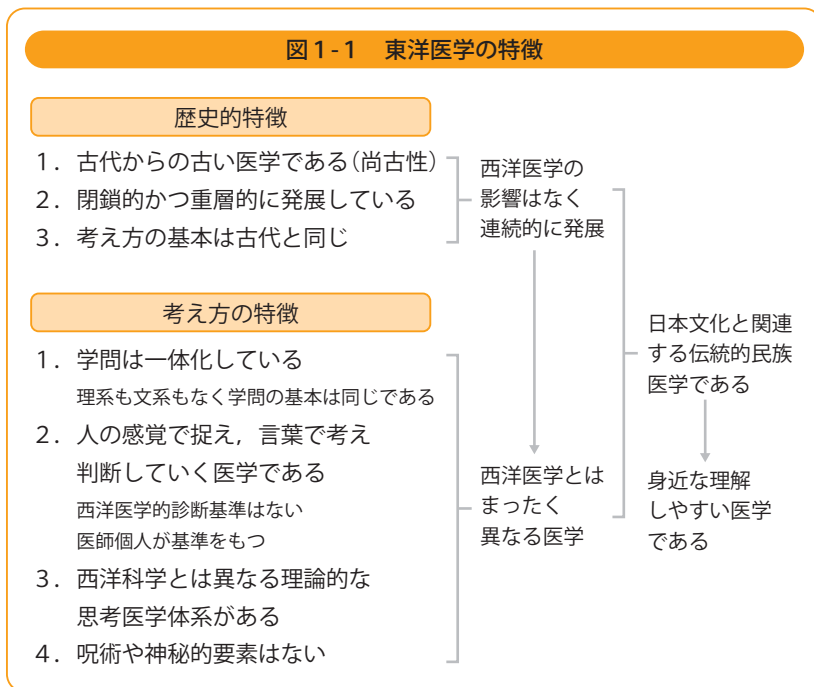 図1-1 東洋医学の特徴
歴史的特徴
1．古代からの古い医学である（尚古性）
2．閉鎖的かつ重層的に発展している
3．考え方の基本は古代と同じ
西洋医学の
影響はなく
連続的に発展
考え方の特徴
1．学問は一体化している
理系も文系もなく学問の基本は同じである
2．人の感覚で捉え，言葉で考え
判断していく医学である
西洋医学的診断基準はない
医師個人が基準をもつ
3．西洋科学とは異なる理論的な
思考医学体系がある
4．呪術や神秘的要素はない
西洋医学とは
まったく
異なる医学
日本文化と関連
する伝統的民族
医学である
身近な理解
しやすい医学
である